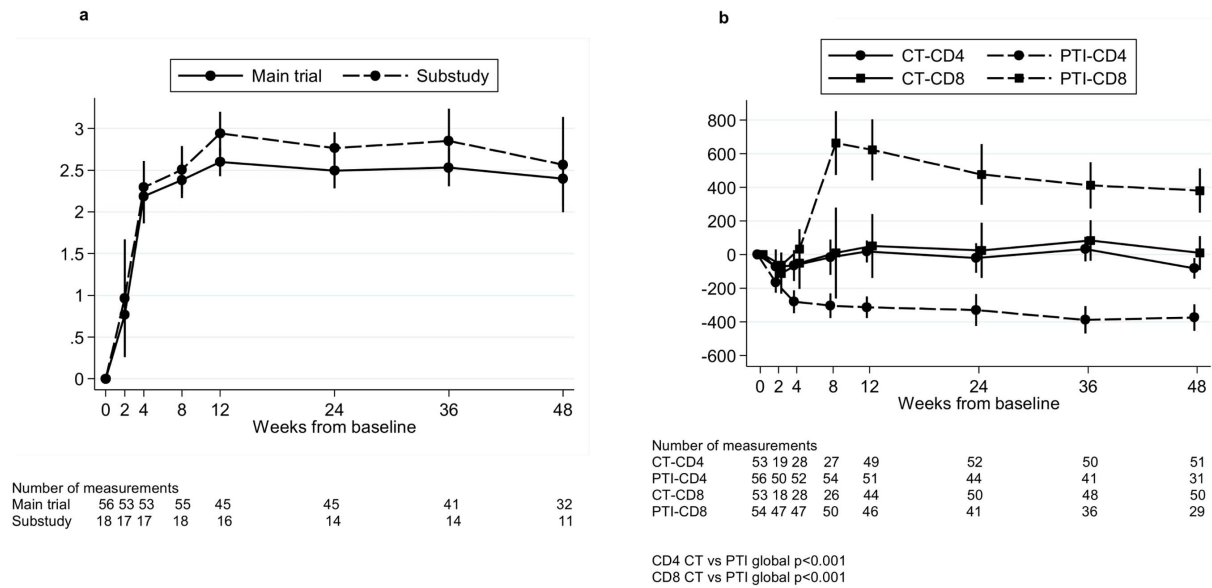 a
Main trial Substudy
3
2.5
2
1.5
1
.5
0
0 2 4 8 12 24 36 48
Weeks from baseline
Number of measurements
Main trial 56 53 53 55 45 45 41 32
Substudy 18 17 17 18 16 14 14 11
b
CT-CD4 PTI-CD4
CT-CD8 PTI-CD8
800
600
400
200
0
-200
-400
-600
0 2 4 8 12 24 36 48
Weeks from baseline
Number of measurements
CT-CD4 53 19 28 27 49 52 50 51
PTI-CD4 56 50 52 54 51 44 41 31
CT-CD8 53 18 28 26 44 50 48 50
PTI-CD8 54 47 47 50 46 41 36 29
CD4 CT vs PTI global p<0.001
CD8 CT vs PTI global p<0.001